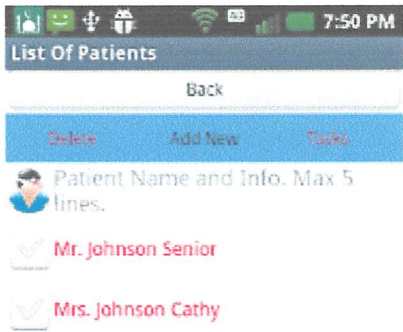 7:50 PM
List Of Patients
Back
Delete Add New Tasks
Patient Name and Info. Max 5
lines.
Mr. Johnson Senior
Mrs. Johnson Cathy